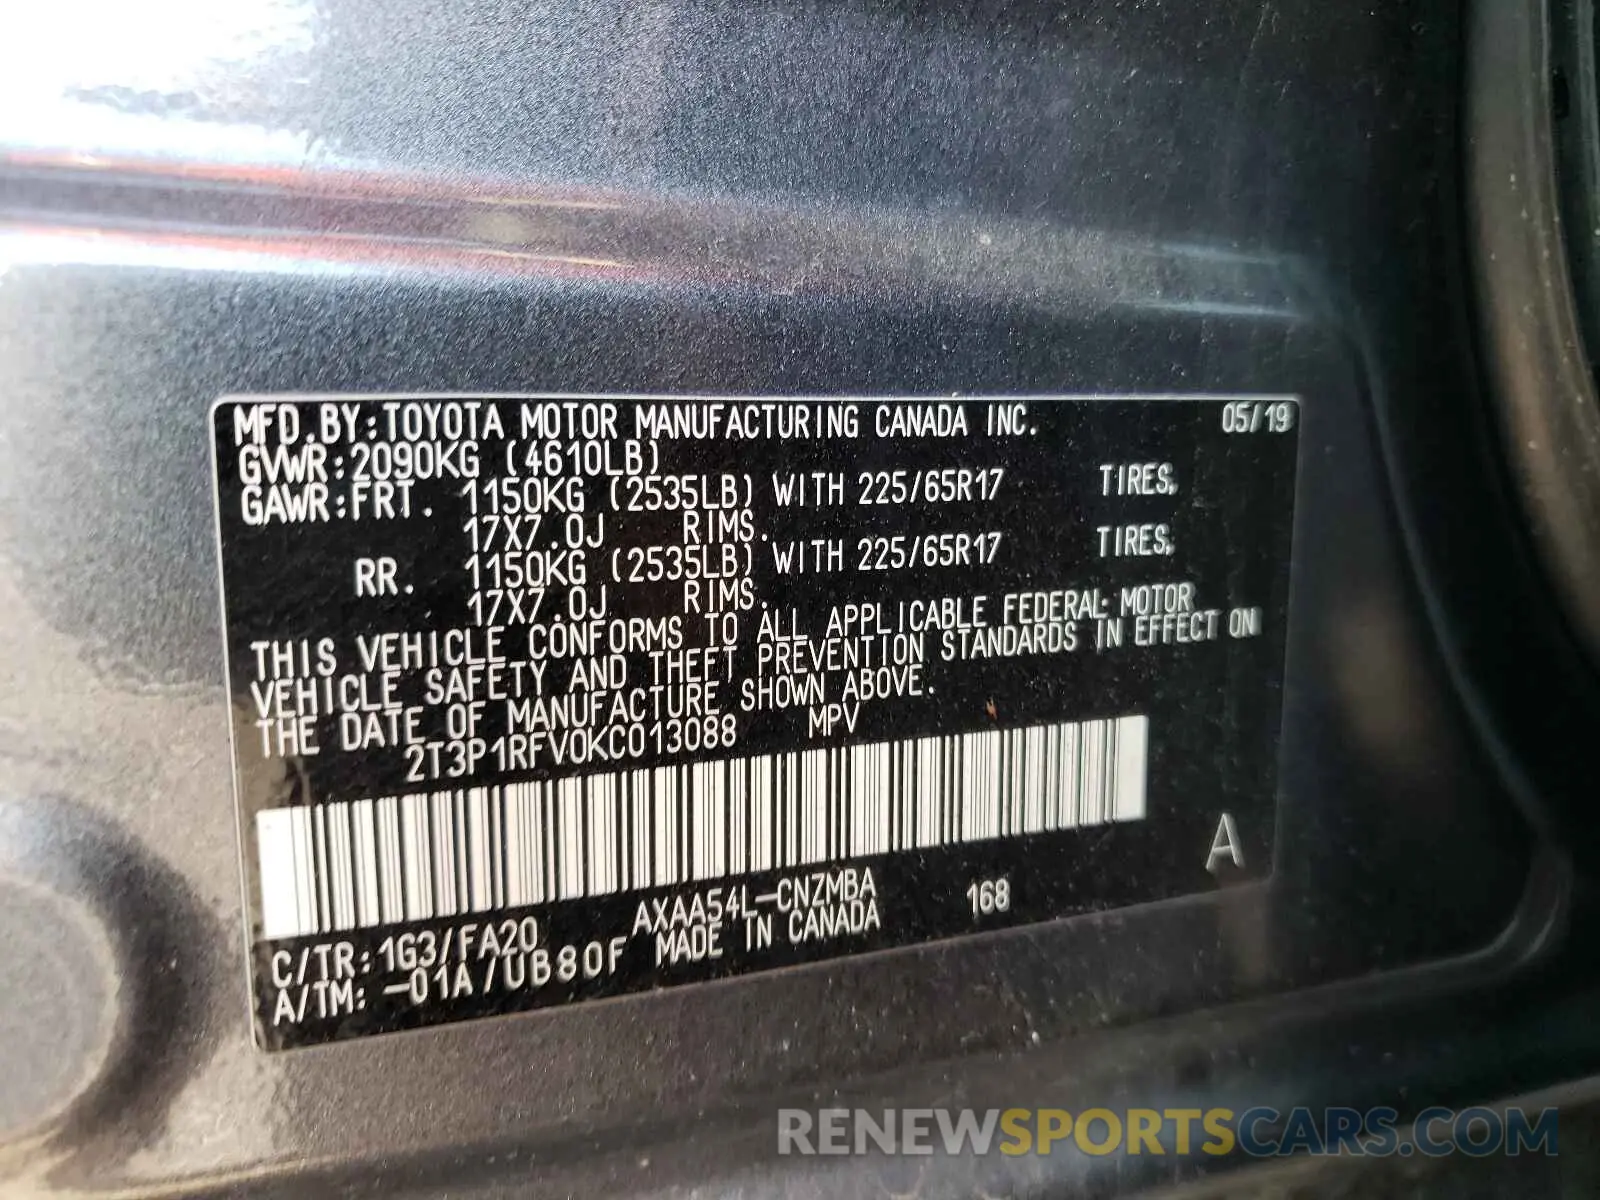 MFD.BY:TOYOTA MOTOR MANUFACTURING CANADA INC. 05/19
GVWR:2090KG (4610LB)
GAWR:FRT. 1150KG (2535LB) WITH 225/65R17 TIRES,
17X7.0J RIMS.
RR. 1150KG (2535LB) WITH 225/65R17 TIRES,
17X7.0J RIMS.
THIS VEHICLE CONFORMS TO ALL APPLICABLE FEDERAL MOTOR
VEHICLE SAFETY AND THEFT PREVENTION STANDARDS IN EFFECT ON
THE DATE OF MANUFACTURE SHOWN ABOVE.
2T3P1RFV0KC013088 MPV
A
C/TR:1G3/FA20 AXAA54L-CNZMBA 168
A/TM:-01A/UB80F MADE IN CANADA
RENEWSPORTSCARS.COM